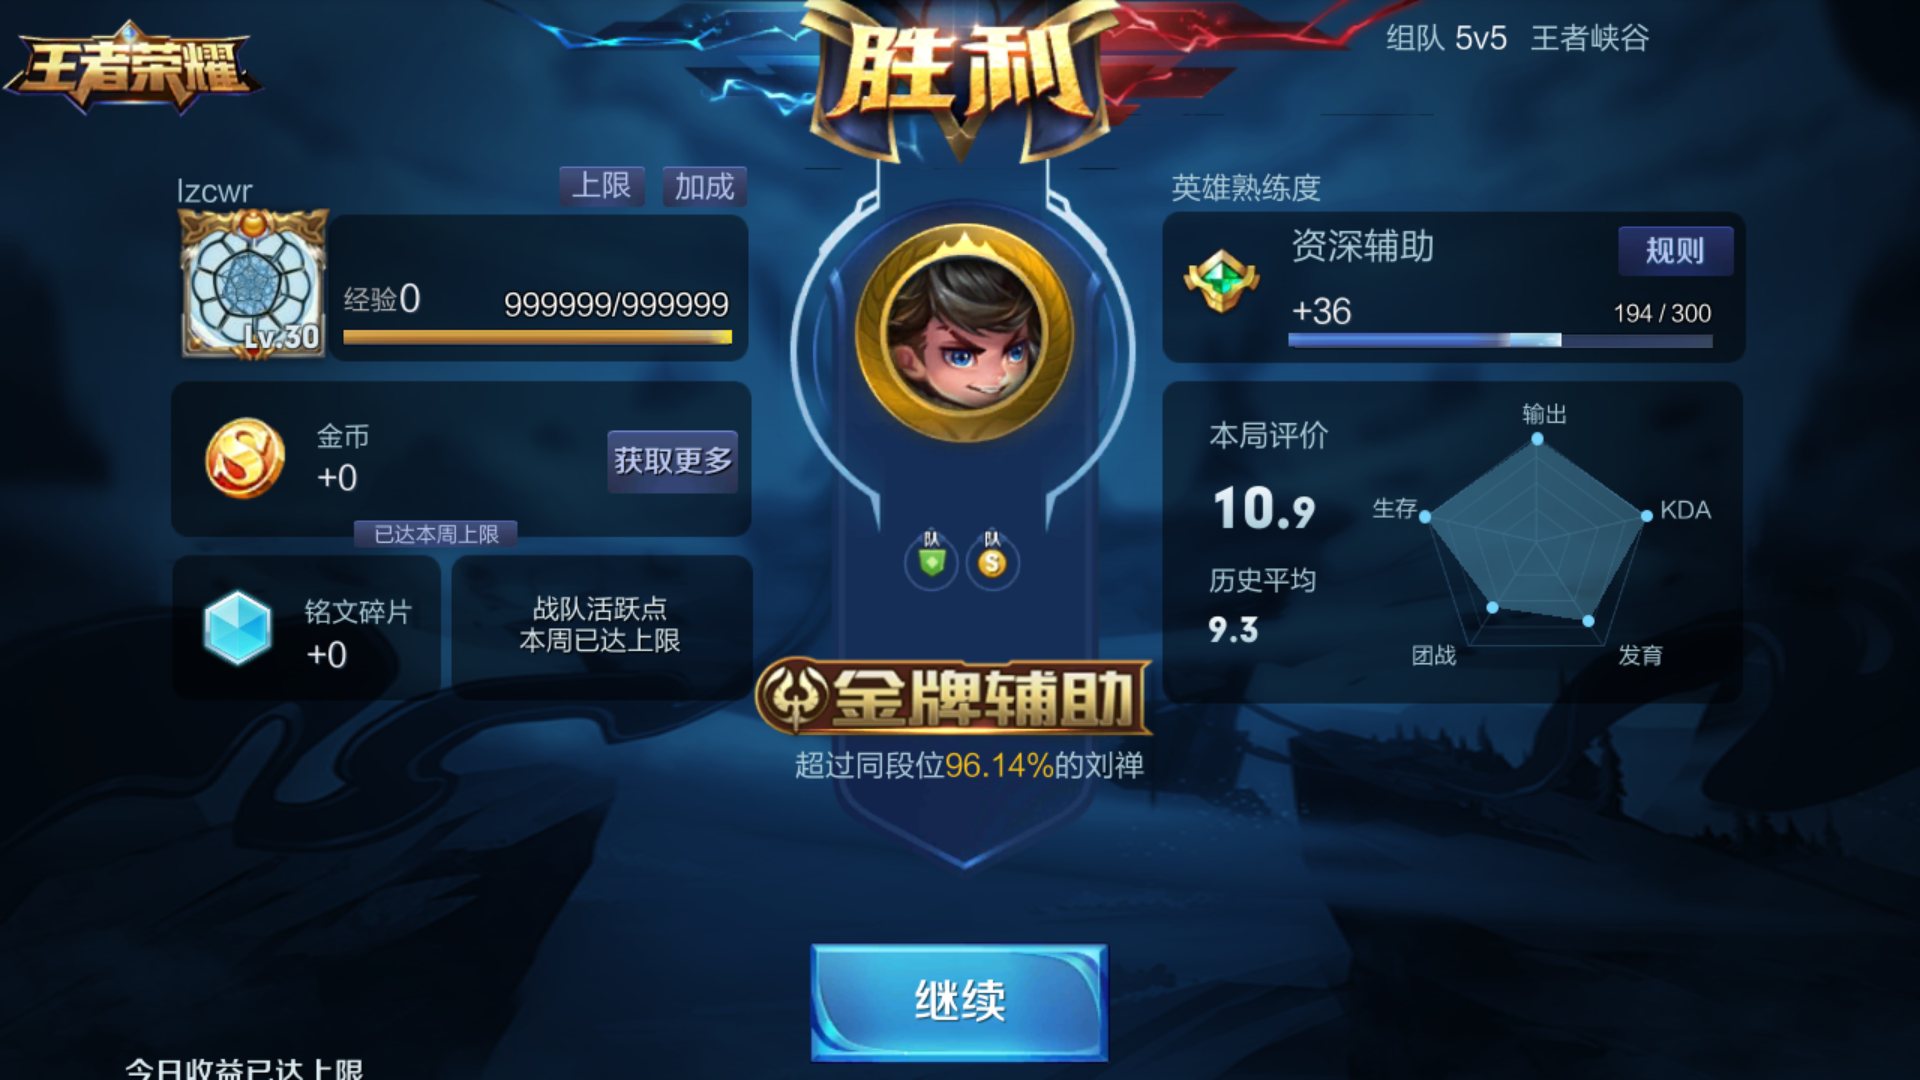 王者荣耀
胜利
组队 5v5 王者峡谷
lzcwr
上限
加成
Lv.30
经验0
999999/999999
金币
+0
获取更多
已达本周上限
铭文碎片
+0
战队活跃点
本周已达上限
队
队
S
金牌辅助
超过同段位96.14%的刘禅
英雄熟练度
资深辅助
规则
+36
194 / 300
本局评价
10.9
历史平均
9.3
输出
生存
KDA
团战
发育
继续
今日收益已达上限